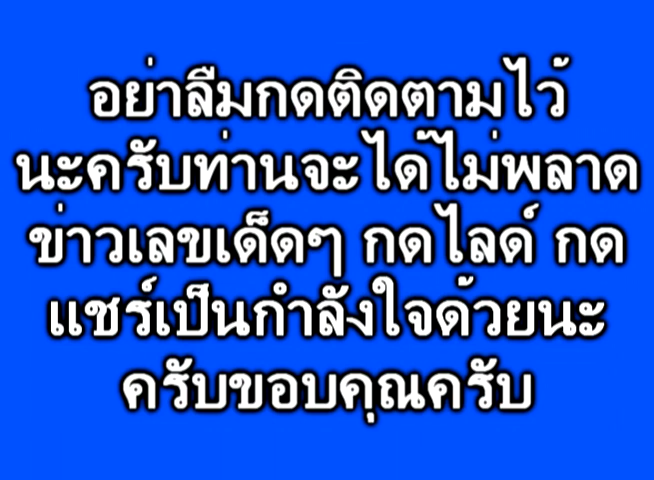 อย่าลืมกดติดตามไว้
นะครับท่านจะได้ไม่พลาด
ข่าวเลขเด็ดๆ กดไลด์ กด
แชร์เป็นกำลังใจด้วยนะ
ครับขอบคุณครับ